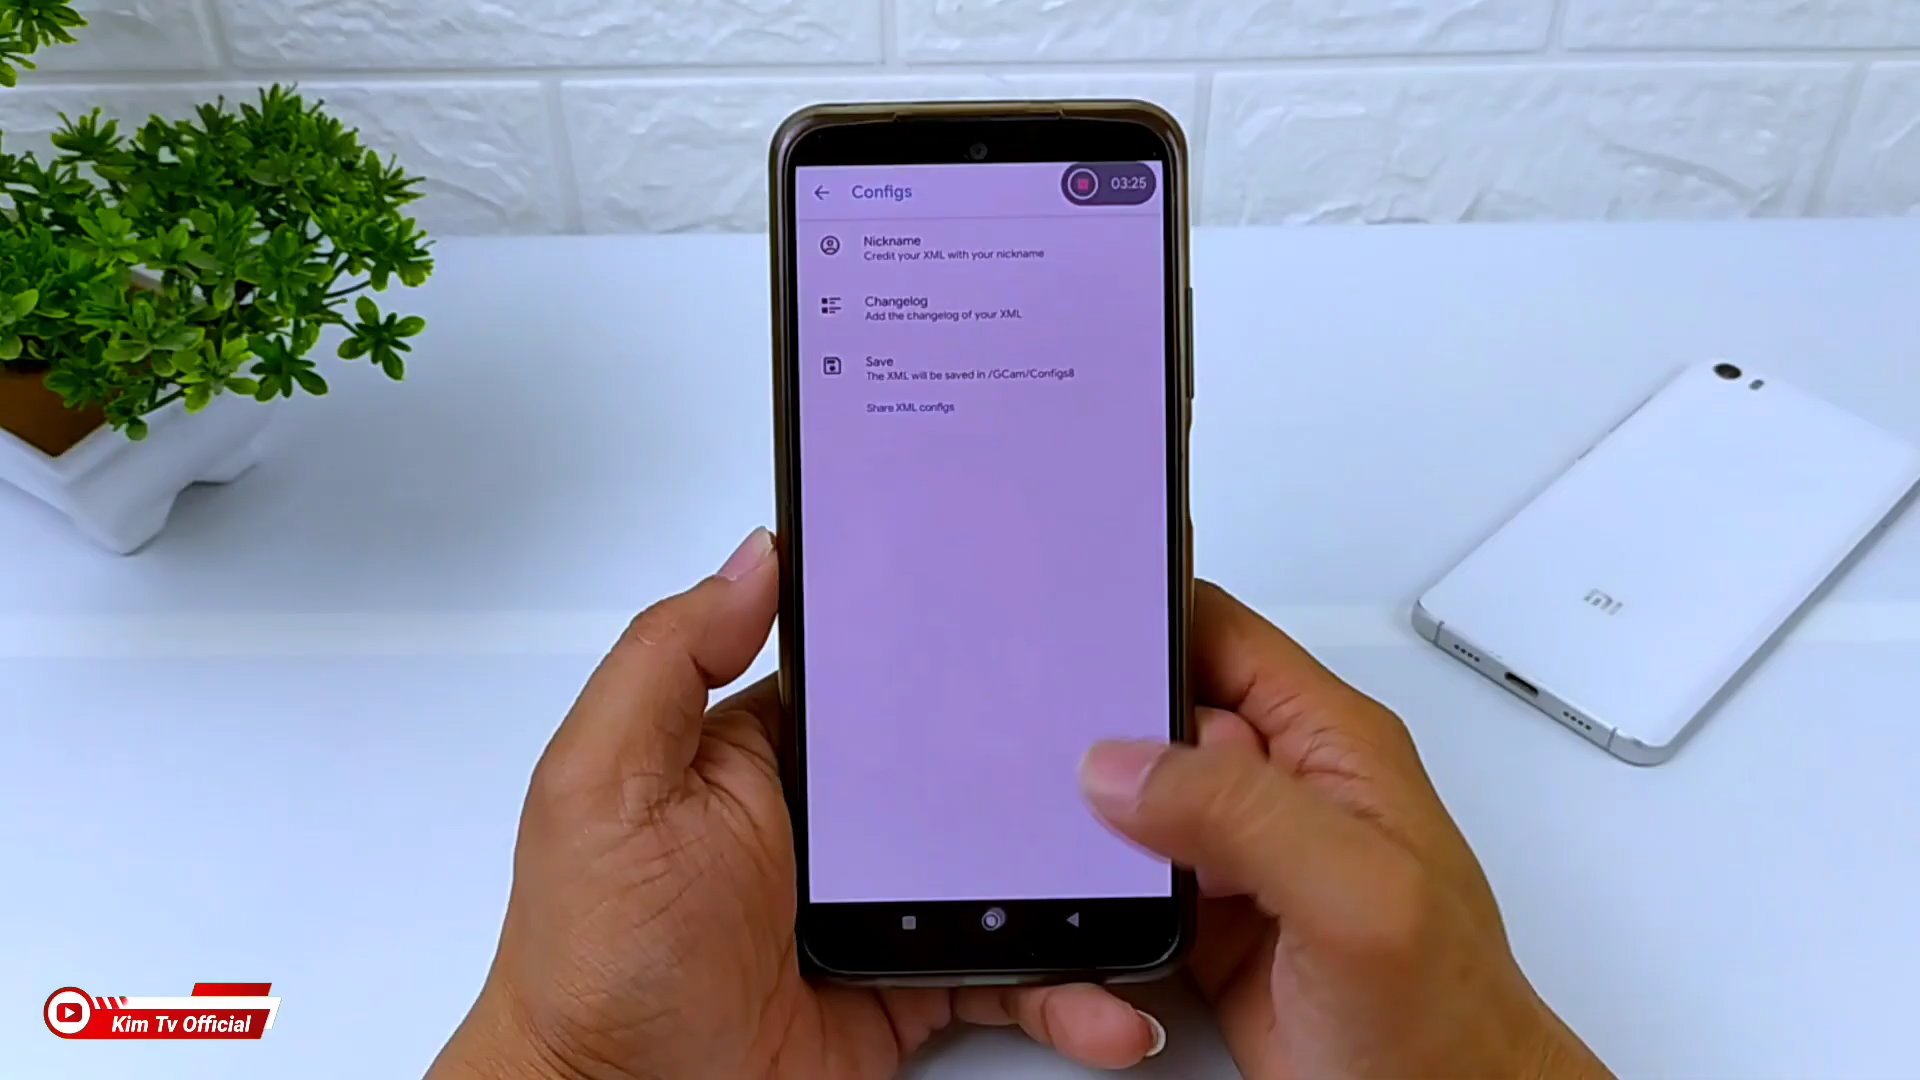 Configs
03:25
Nickname
Credit your XML with your nickname
Changelog
Add the changelog of your XML
Save
The XML will be saved in /GCam/Configs8
Share XML configs
mi
Kim Tv Official